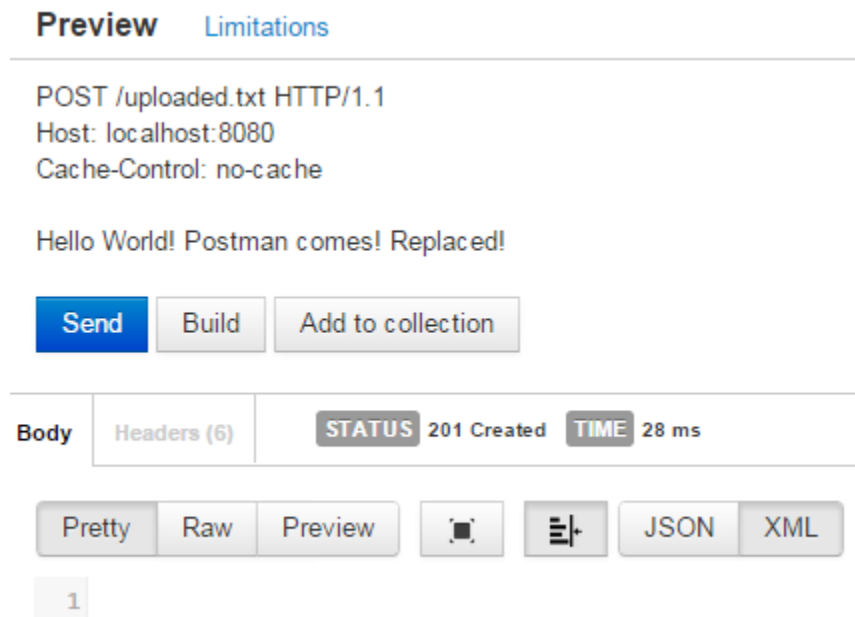 Preview Limitations
POST /uploaded.txt HTTP/1.1
Host: localhost:8080
Cache-Control: no-cache
Hello World! Postman comes! Replaced!
Send Build Add to collection
Body Headers (6) STATUS 201 Created TIME 28 ms
Pretty Raw Preview JSON XML
1